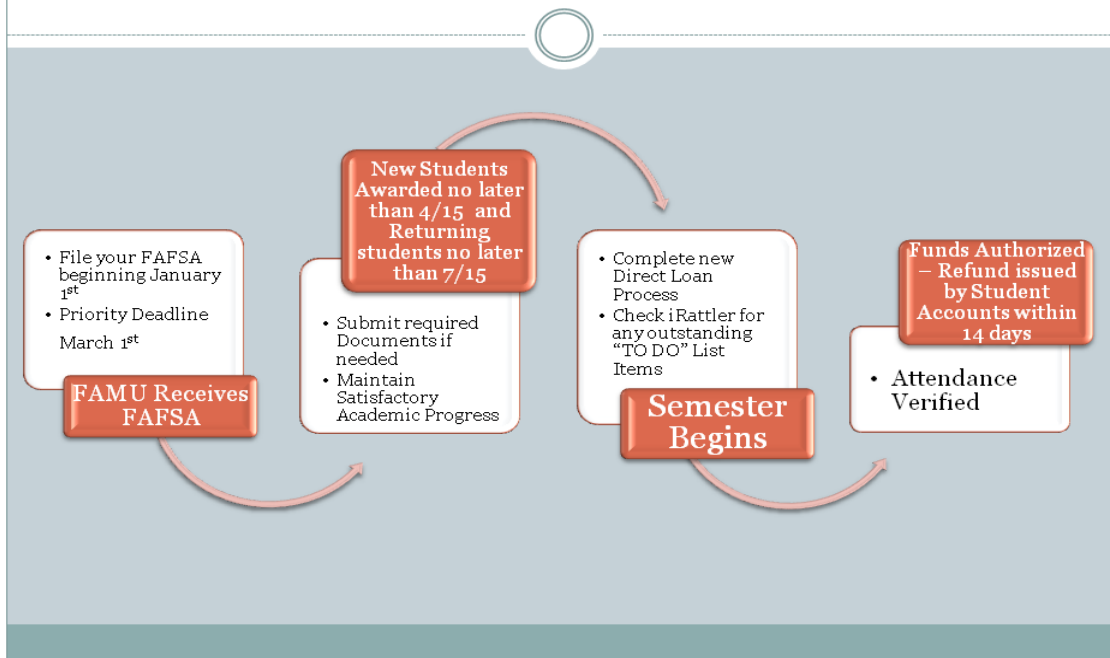 • File your FAFSA
beginning January
1st
• Priority Deadline
March 1st
FAMU Receives
FAFSA
New Students
Awarded no later
than 4/15 and
Returning
students no later
than 7/15
• Submit required
Documents if
needed
• Maintain
Satisfactory
Academic Progress
• Complete new
Direct Loan
Process
• Check iRattler for
any outstanding
“TO DO” List
Items
Semester
Begins
Funds Authorized
– Refund issued
by Student
Accounts within
14 days
• Attendance
Verified